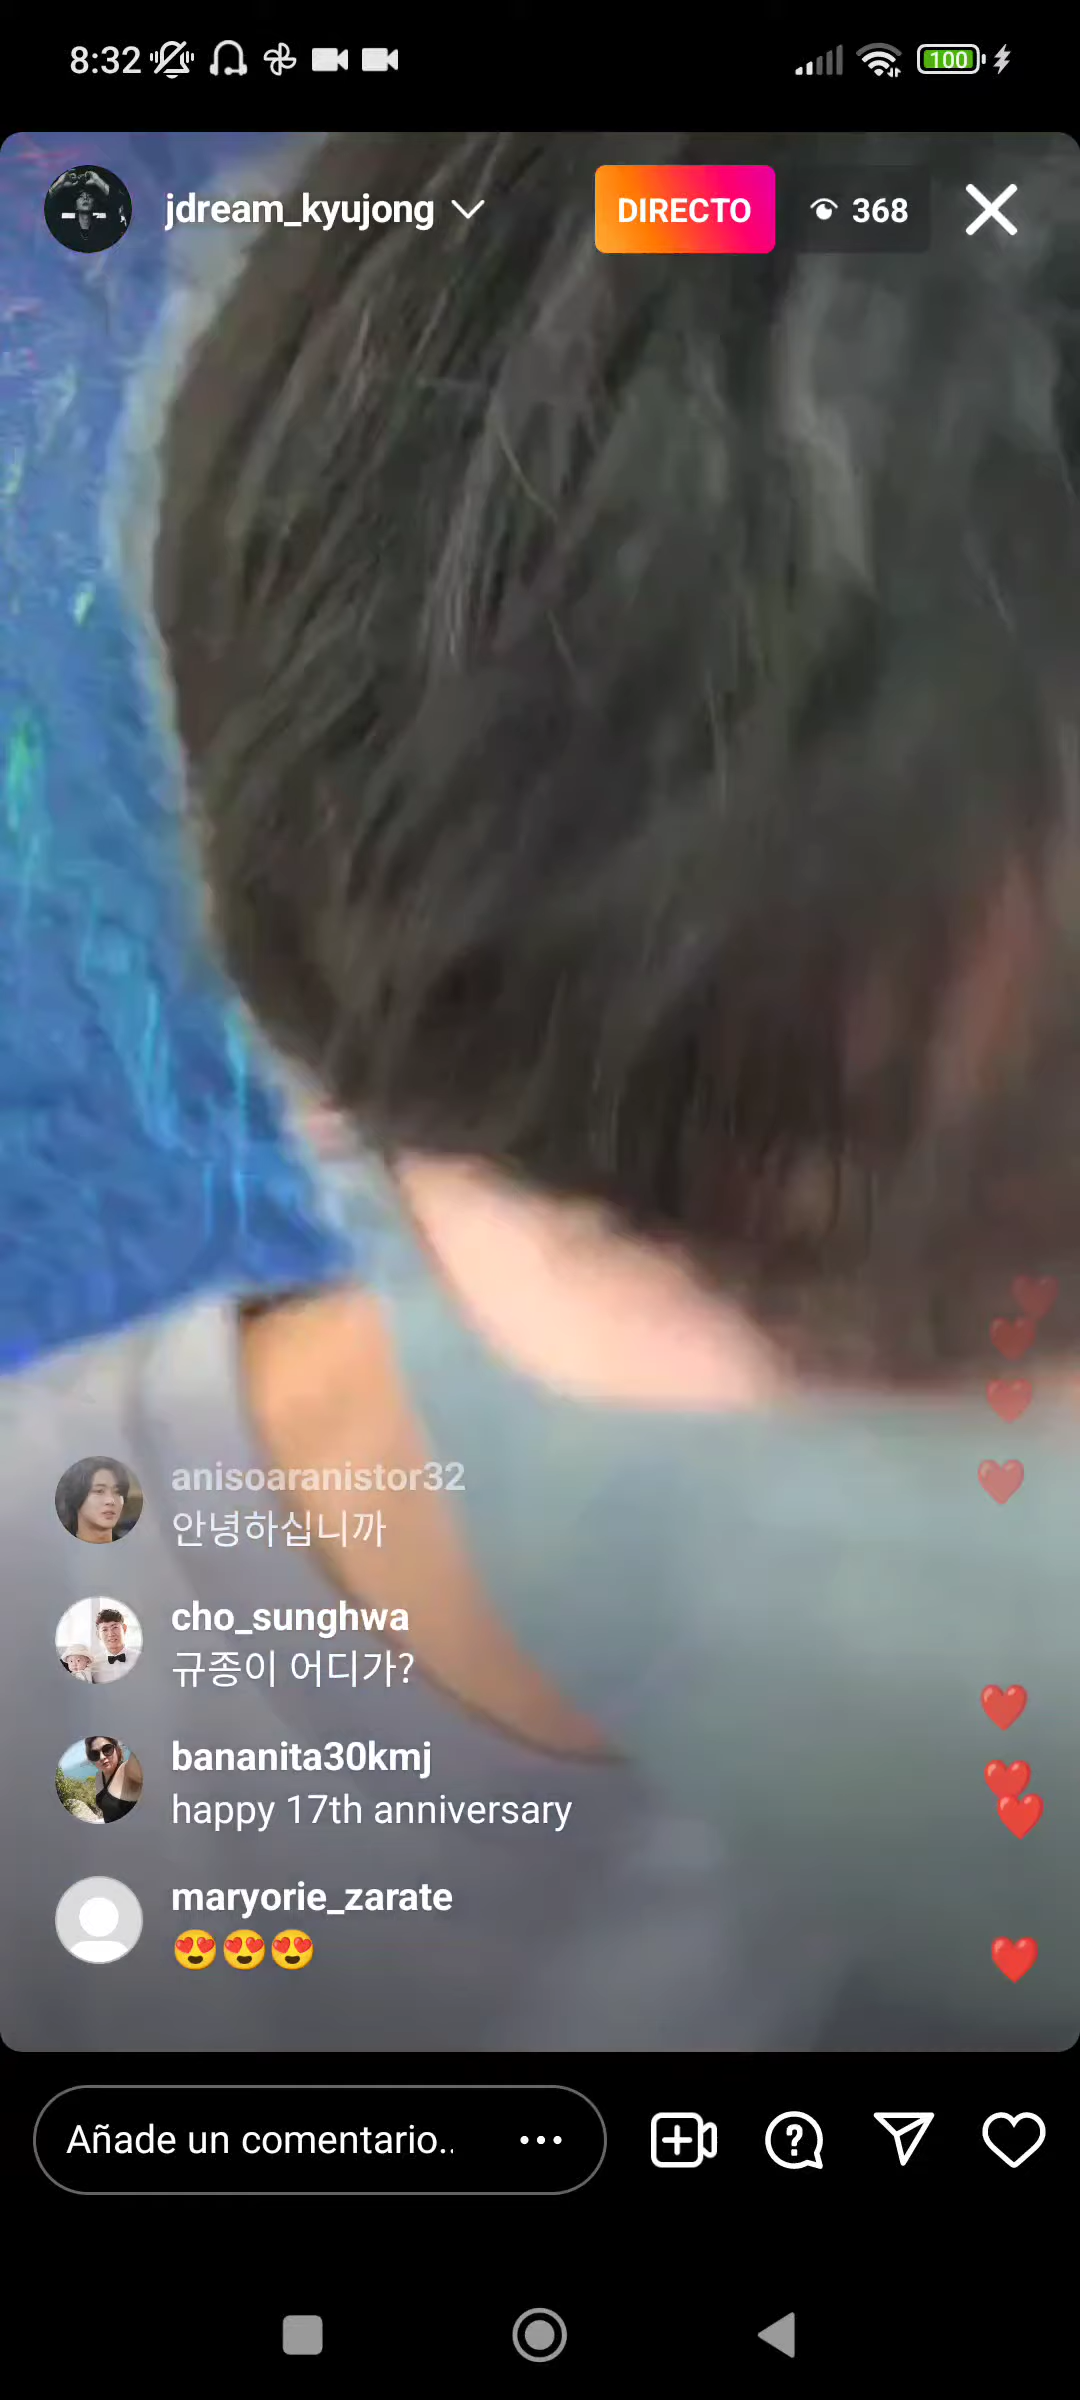 8:32
100
jdream_kyujong
DIRECTO
368
anisoaranistor32
안녕하십니까
cho_sunghwa
규종이 어디가?
bananita30kmj
happy 17th anniversary
maryorie_zarate
😍😍😍
Añade un comentario..